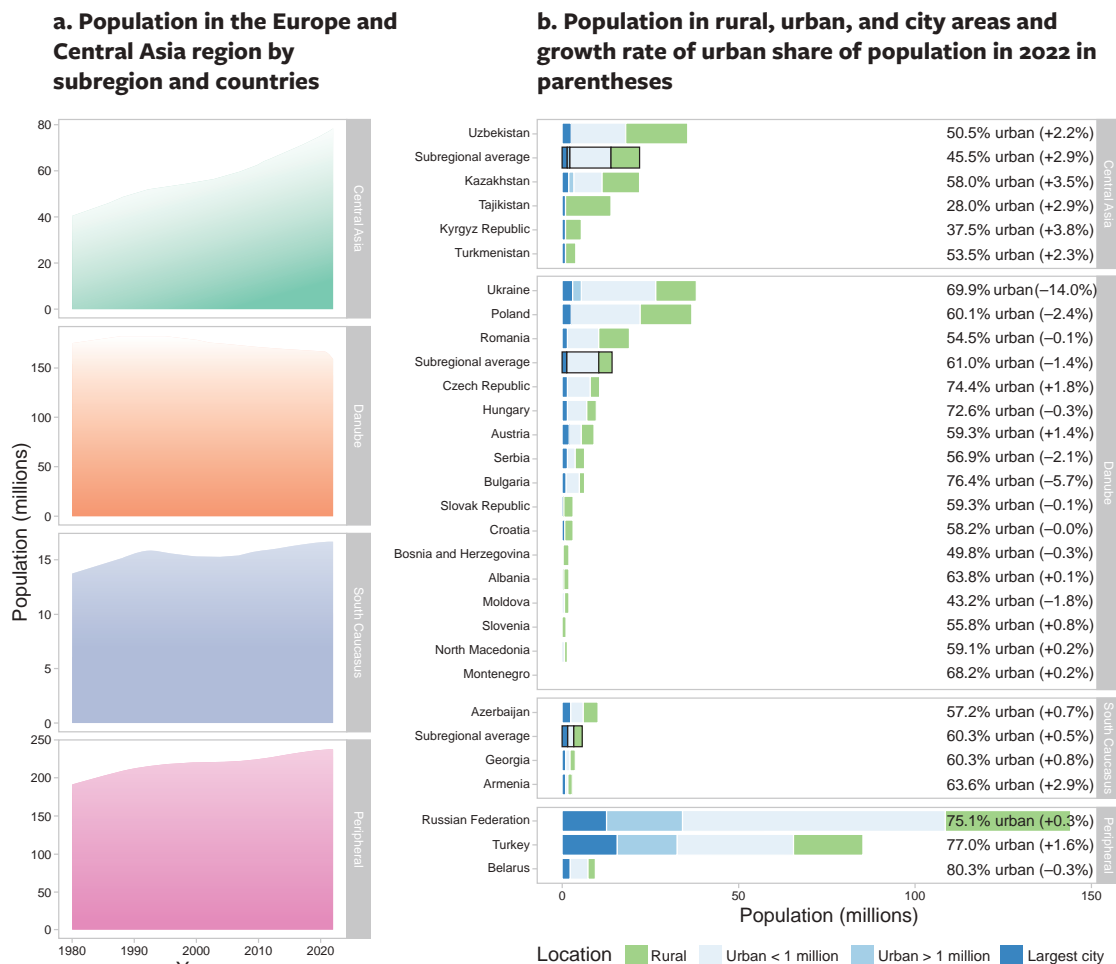 a. Population in the Europe and
Central Asia region by
subregion and countries
Population (millions)
80
60
40
20
0
Central Asia
150
100
50
0
Danube
15
10
5
0
South Caucasus
250
200
150
100
50
0
Peripheral
1980 1990 2000 2010 2020
b. Population in rural, urban, and city areas and
growth rate of urban share of population in 2022 in
parentheses
Uzbekistan 50.5% urban (+2.2%)
Subregional average 45.5% urban (+2.9%)
Kazakhstan 58.0% urban (+3.5%)
Tajikistan 28.0% urban (+2.9%)
Kyrgyz Republic 37.5% urban (+3.8%)
Turkmenistan 53.5% urban (+2.3%)
Central Asia
Ukraine 69.9% urban(–14.0%)
Poland 60.1% urban (–2.4%)
Romania 54.5% urban (–0.1%)
Subregional average 61.0% urban (–1.4%)
Czech Republic 74.4% urban (+1.8%)
Hungary 72.6% urban (–0.3%)
Austria 59.3% urban (+1.4%)
Serbia 56.9% urban (–2.1%)
Bulgaria 76.4% urban (–5.7%)
Slovak Republic 59.3% urban (–0.1%)
Croatia 58.2% urban (–0.0%)
Bosnia and Herzegovina 49.8% urban (–0.3%)
Albania 63.8% urban (+0.1%)
Moldova 43.2% urban (–1.8%)
Slovenia 55.8% urban (+0.8%)
North Macedonia 59.1% urban (+0.2%)
Montenegro 68.2% urban (+0.2%)
Danube
Azerbaijan 57.2% urban (+0.7%)
Subregional average 60.3% urban (+0.5%)
Georgia 60.3% urban (+0.8%)
Armenia 63.6% urban (+2.9%)
South Caucasus
Russian Federation 75.1% urban (+0.3%)
Turkey 77.0% urban (+1.6%)
Belarus 80.3% urban (–0.3%)
Peripheral
0 50 100 150
Population (millions)
Location Rural Urban < 1 million Urban > 1 million Largest city